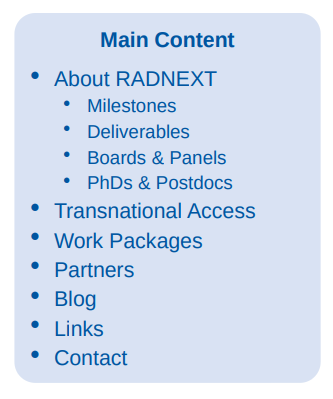 Main Content
• About RADNEXT
• Milestones
• Deliverables
• Boards & Panels
• PhDs & Postdocs
• Transnational Access
• Work Packages
• Partners
• Blog
• Links
• Contact